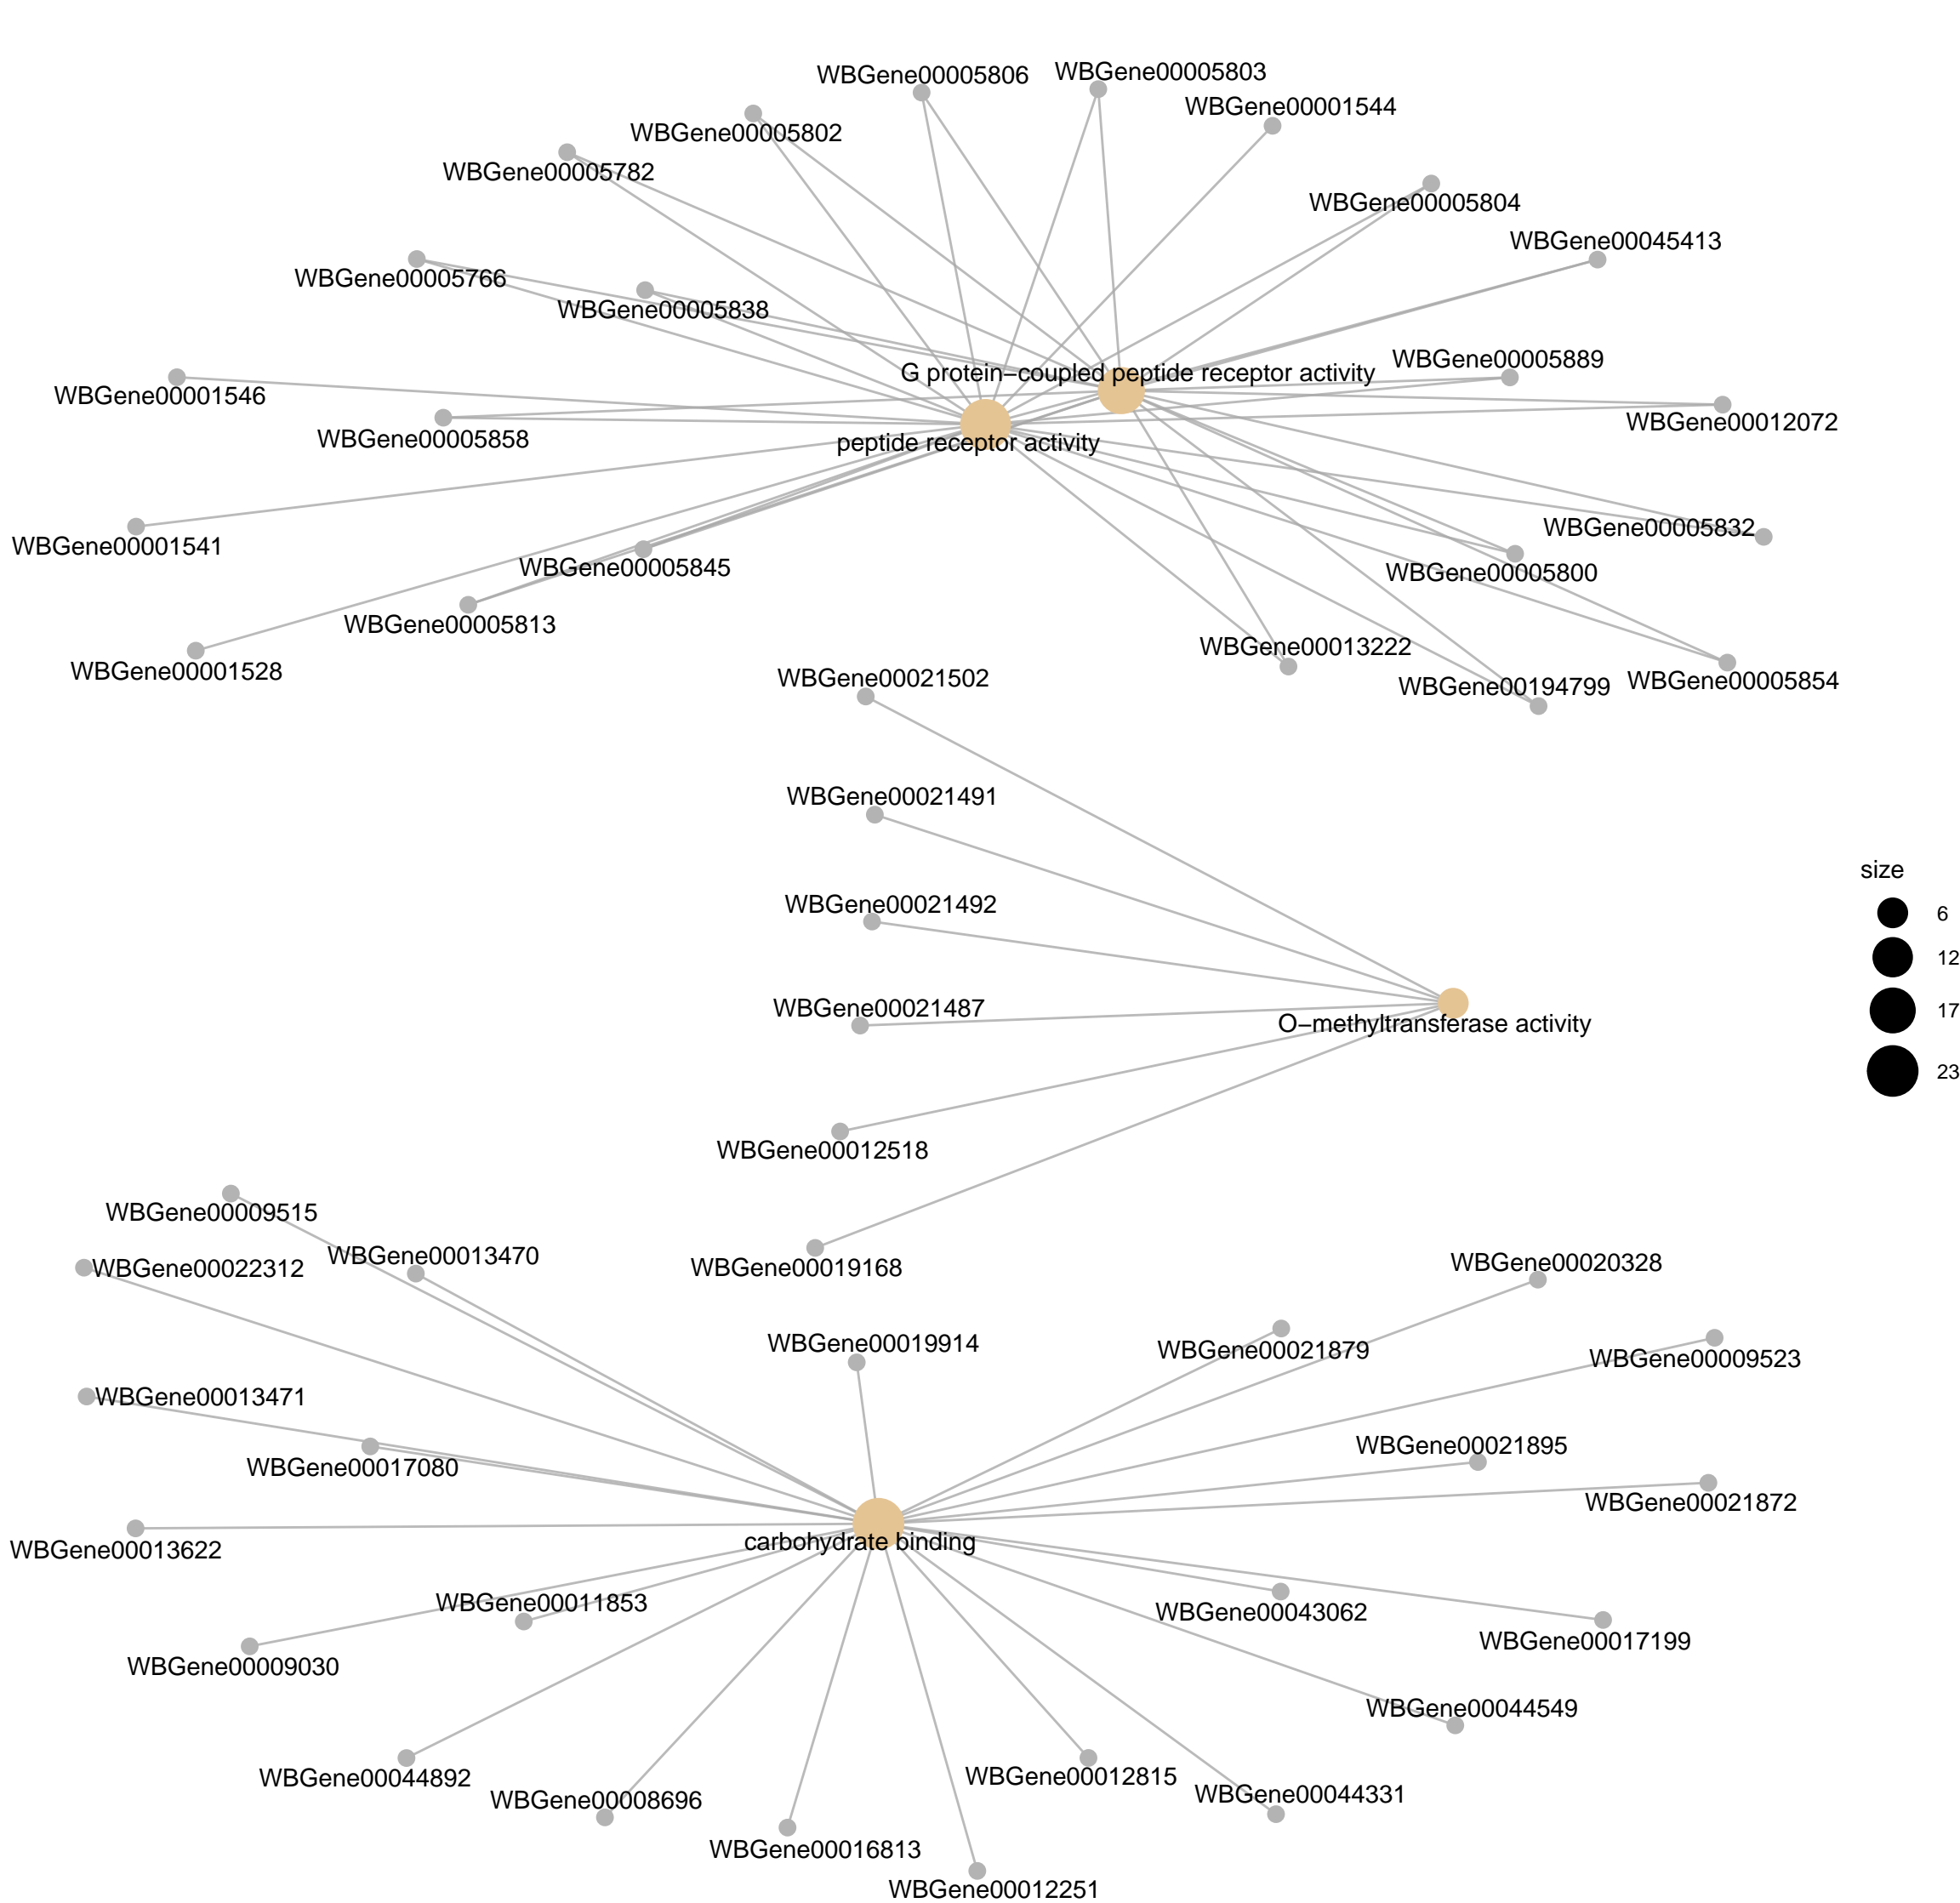 WBGene00005803
WBGene00005806
WBGene00001544
WBGene00005802
WBGene00005782
WBGene00005804
WBGene00045413
WBGene00005766
WBGene00005838
WBGene00005889
G protein−coupled peptide receptor activity
WBGene00001546
WBGene00012072
WBGene00005858
peptide receptor activity
WBGene00005832
WBGene00001541
WBGene00005845
WBGene00005800
WBGene00005813
WBGene00013222
WBGene00001528
WBGene00021502
WBGene00194799
WBGene00005854
WBGene00021491
size
WBGene00021492
6
12
WBGene00021487
17
O−methyltransferase activity
23
WBGene00012518
WBGene00009515
WBGene00013470
WBGene00022312
WBGene00019168
WBGene00020328
WBGene00019914
WBGene00021879
WBGene00009523
WBGene00013471
WBGene00021895
WBGene00017080
WBGene00021872
carbohydrate binding
WBGene00013622
WBGene00011853
WBGene00043062
WBGene00017199
WBGene00009030
WBGene00044549
WBGene00012815
WBGene00044892
WBGene00044331
WBGene00008696
WBGene00016813
WBGene00012251